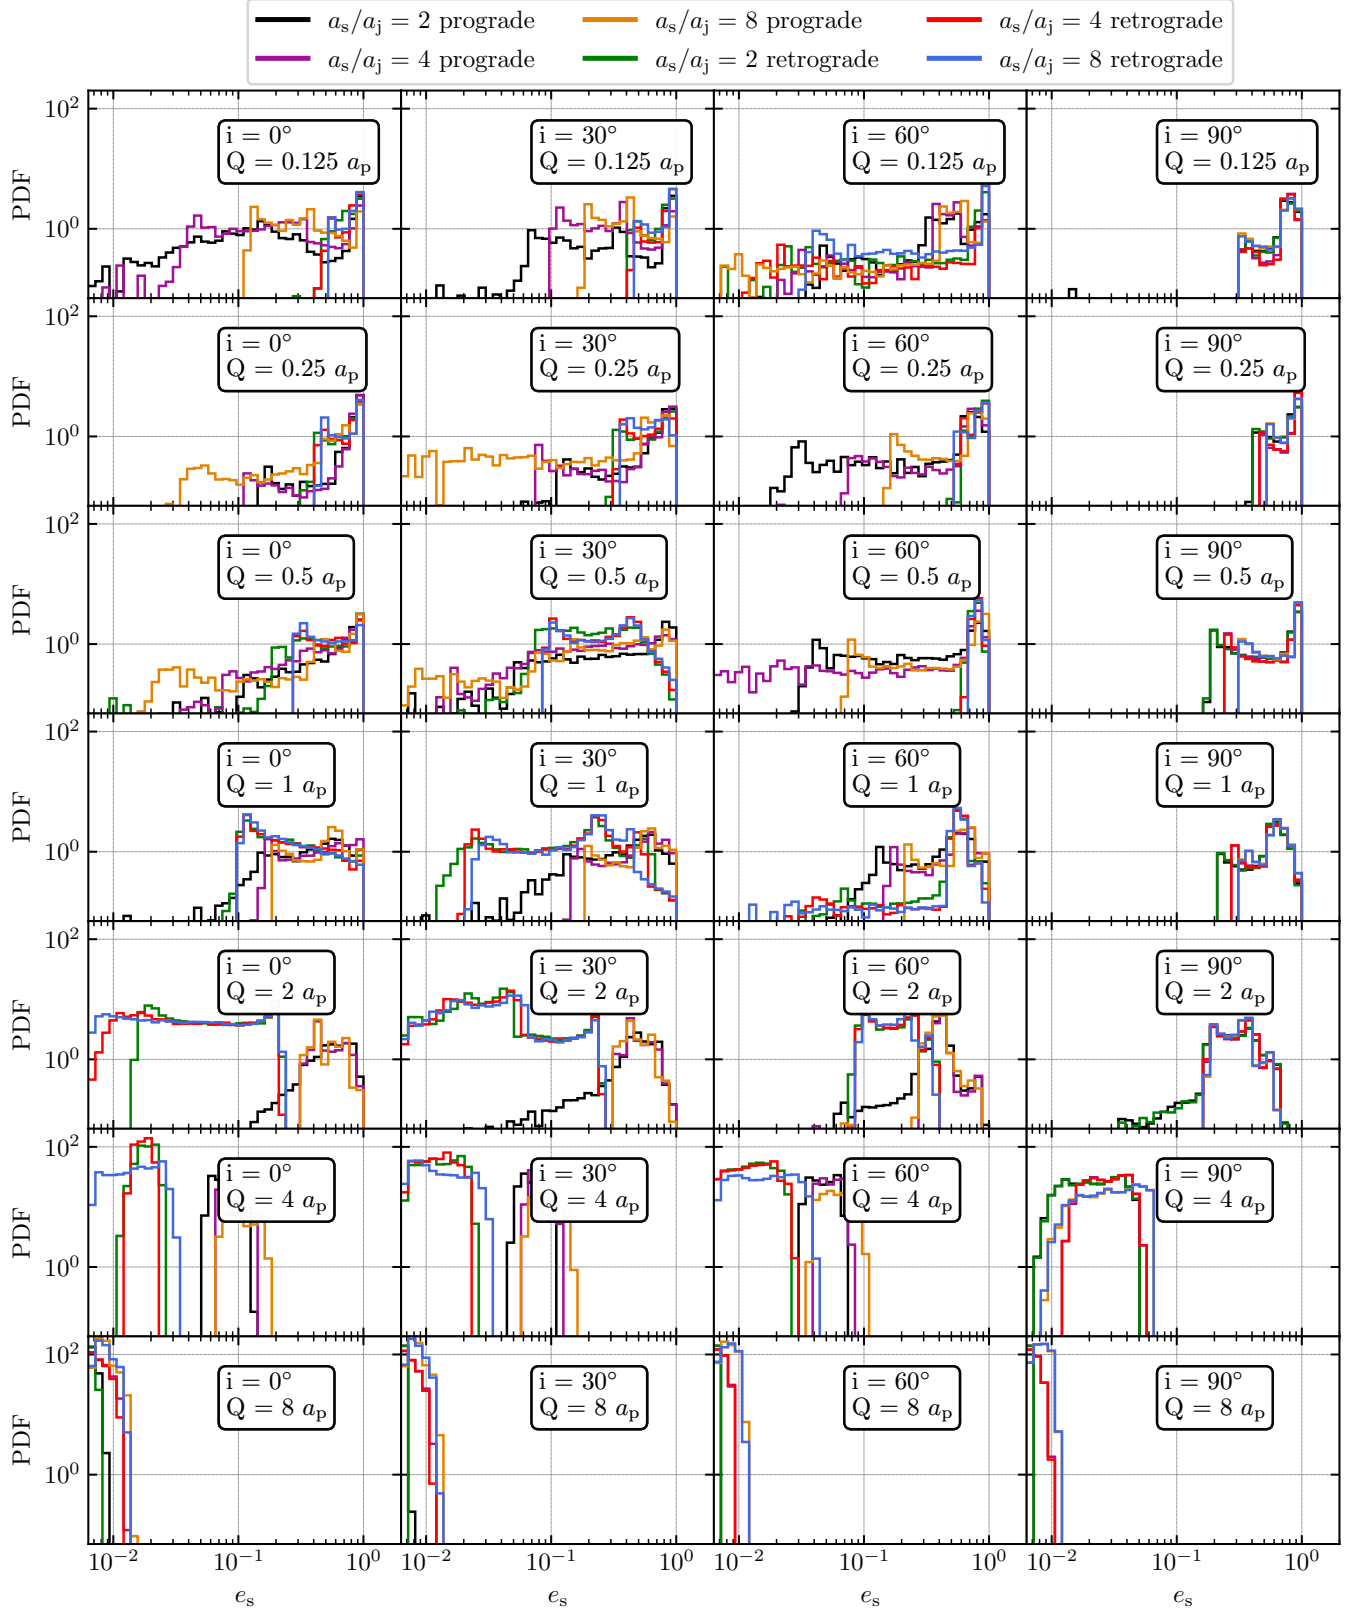 a_s/a_j = 2 prograde a_s/a_j = 8 prograde a_s/a_j = 4 retrograde
a_s/a_j = 4 prograde a_s/a_j = 2 retrograde a_s/a_j = 8 retrograde
PDF
10^2
10^0
i = 0°
Q = 0.125 a_p
i = 30°
Q = 0.125 a_p
i = 60°
Q = 0.125 a_p
i = 90°
Q = 0.125 a_p
PDF
10^2
10^0
i = 0°
Q = 0.25 a_p
i = 30°
Q = 0.25 a_p
i = 60°
Q = 0.25 a_p
i = 90°
Q = 0.25 a_p
PDF
10^2
10^0
i = 0°
Q = 0.5 a_p
i = 30°
Q = 0.5 a_p
i = 60°
Q = 0.5 a_p
i = 90°
Q = 0.5 a_p
PDF
10^2
10^0
i = 0°
Q = 1 a_p
i = 30°
Q = 1 a_p
i = 60°
Q = 1 a_p
i = 90°
Q = 1 a_p
PDF
10^2
10^0
i = 0°
Q = 2 a_p
i = 30°
Q = 2 a_p
i = 60°
Q = 2 a_p
i = 90°
Q = 2 a_p
PDF
10^2
10^0
i = 0°
Q = 4 a_p
i = 30°
Q = 4 a_p
i = 60°
Q = 4 a_p
i = 90°
Q = 4 a_p
PDF
10^2
10^0
i = 0°
Q = 8 a_p
i = 30°
Q = 8 a_p
i = 60°
Q = 8 a_p
i = 90°
Q = 8 a_p
10^−2 10^−1 10^0 10^−2 10^−1 10^0 10^−2 10^−1 10^0 10^−2 10^−1 10^0
e_s e_s e_s e_s